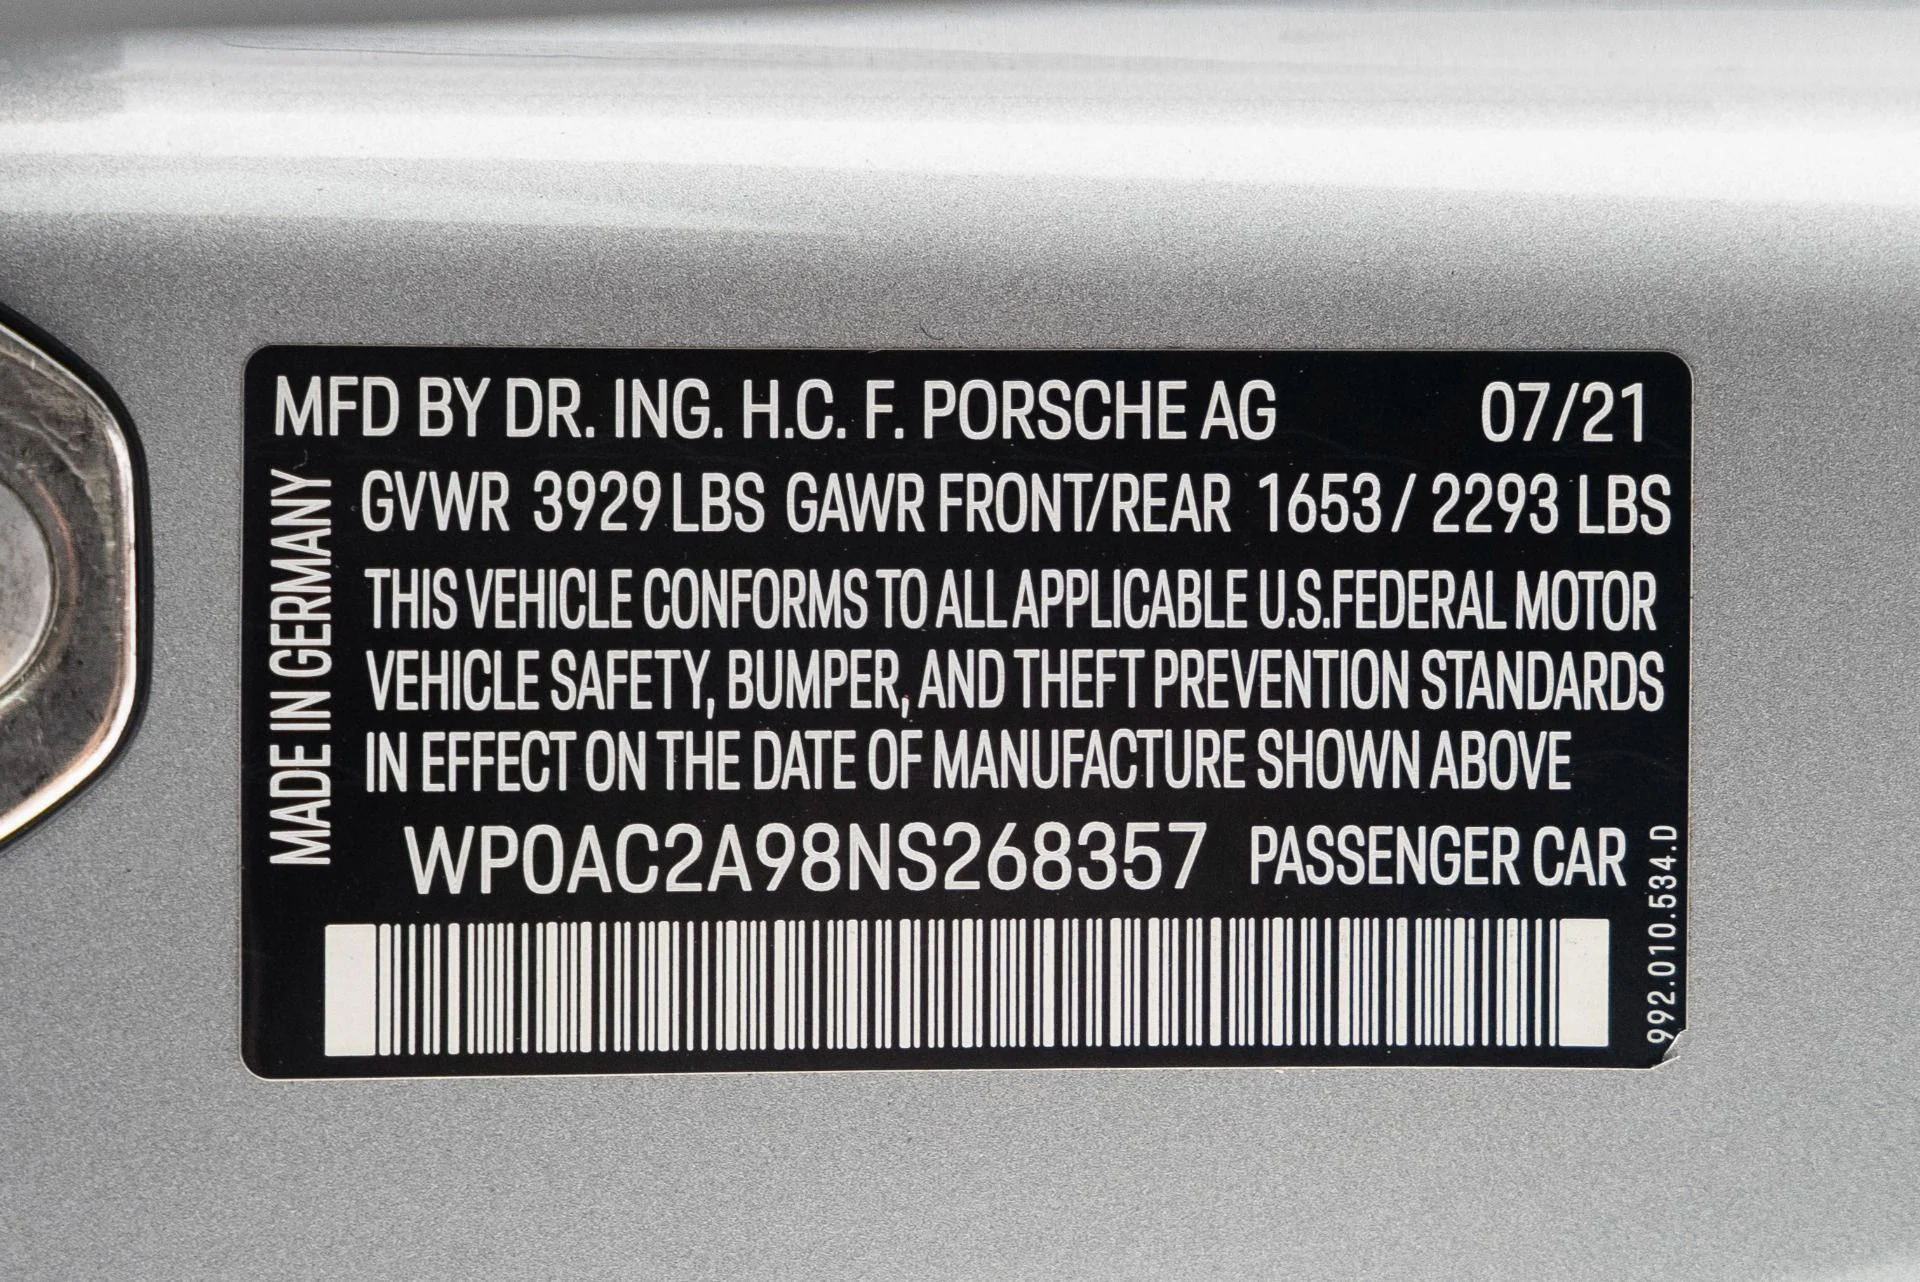 MFD BY DR. ING. H.C. F. PORSCHE AG 07/21
GVWR 3929 LBS GAWR FRONT/REAR 1653 / 2293 LBS
THIS VEHICLE CONFORMS TO ALL APPLICABLE U.S.FEDERAL MOTOR
VEHICLE SAFETY, BUMPER, AND THEFT PREVENTION STANDARDS
IN EFFECT ON THE DATE OF MANUFACTURE SHOWN ABOVE
WP0AC2A98NS268357 PASSENGER CAR
MADE IN GERMANY
992.010.534.D